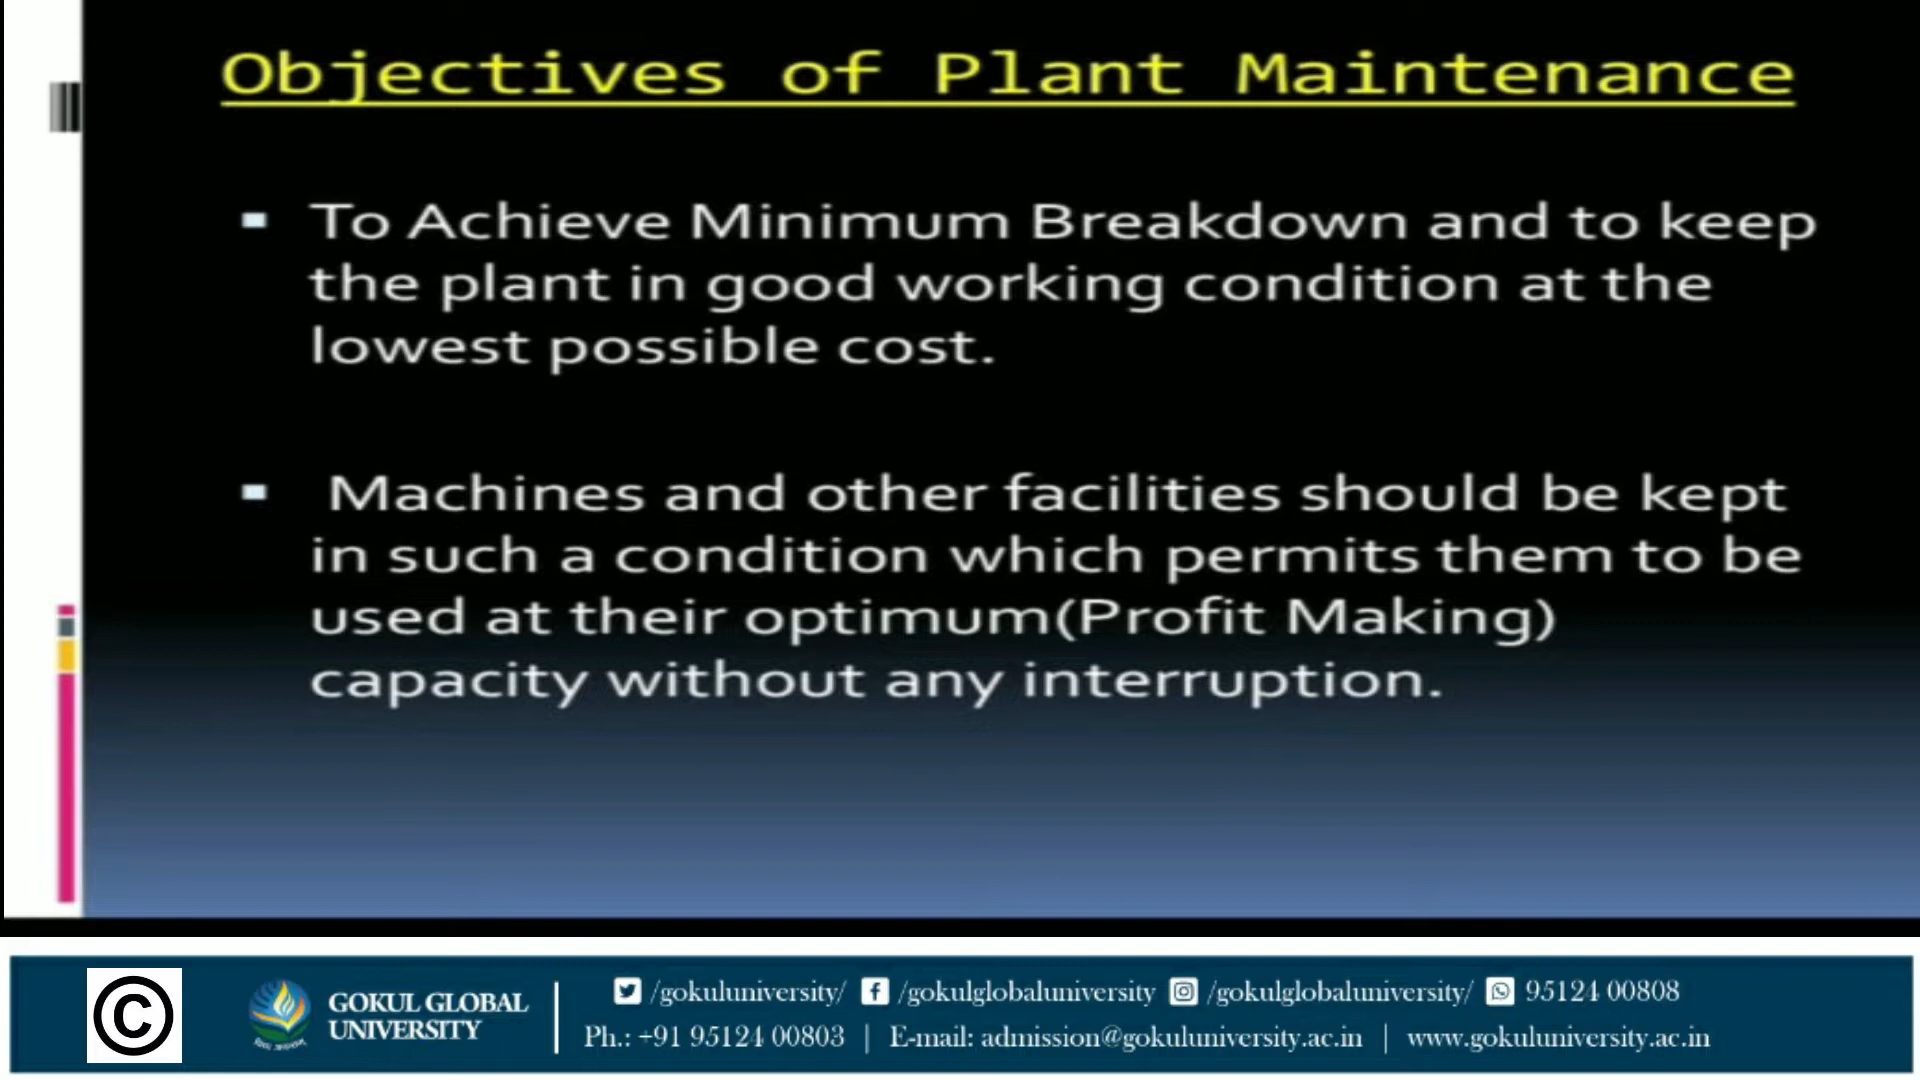 Objectives of Plant Maintenance
▪ To Achieve Minimum Breakdown and to keep
the plant in good working condition at the
lowest possible cost.
▪ Machines and other facilities should be kept
in such a condition which permits them to be
used at their optimum(Profit Making)
capacity without any interruption.
©
GOKUL GLOBAL
UNIVERSITY
/gokuluniversity/ /gokulglobaluniversity /gokulglobaluniversity/ 95124 00808
Ph.: +91 95124 00803 | E-mail: admission@gokuluniversity.ac.in | www.gokuluniversity.ac.in